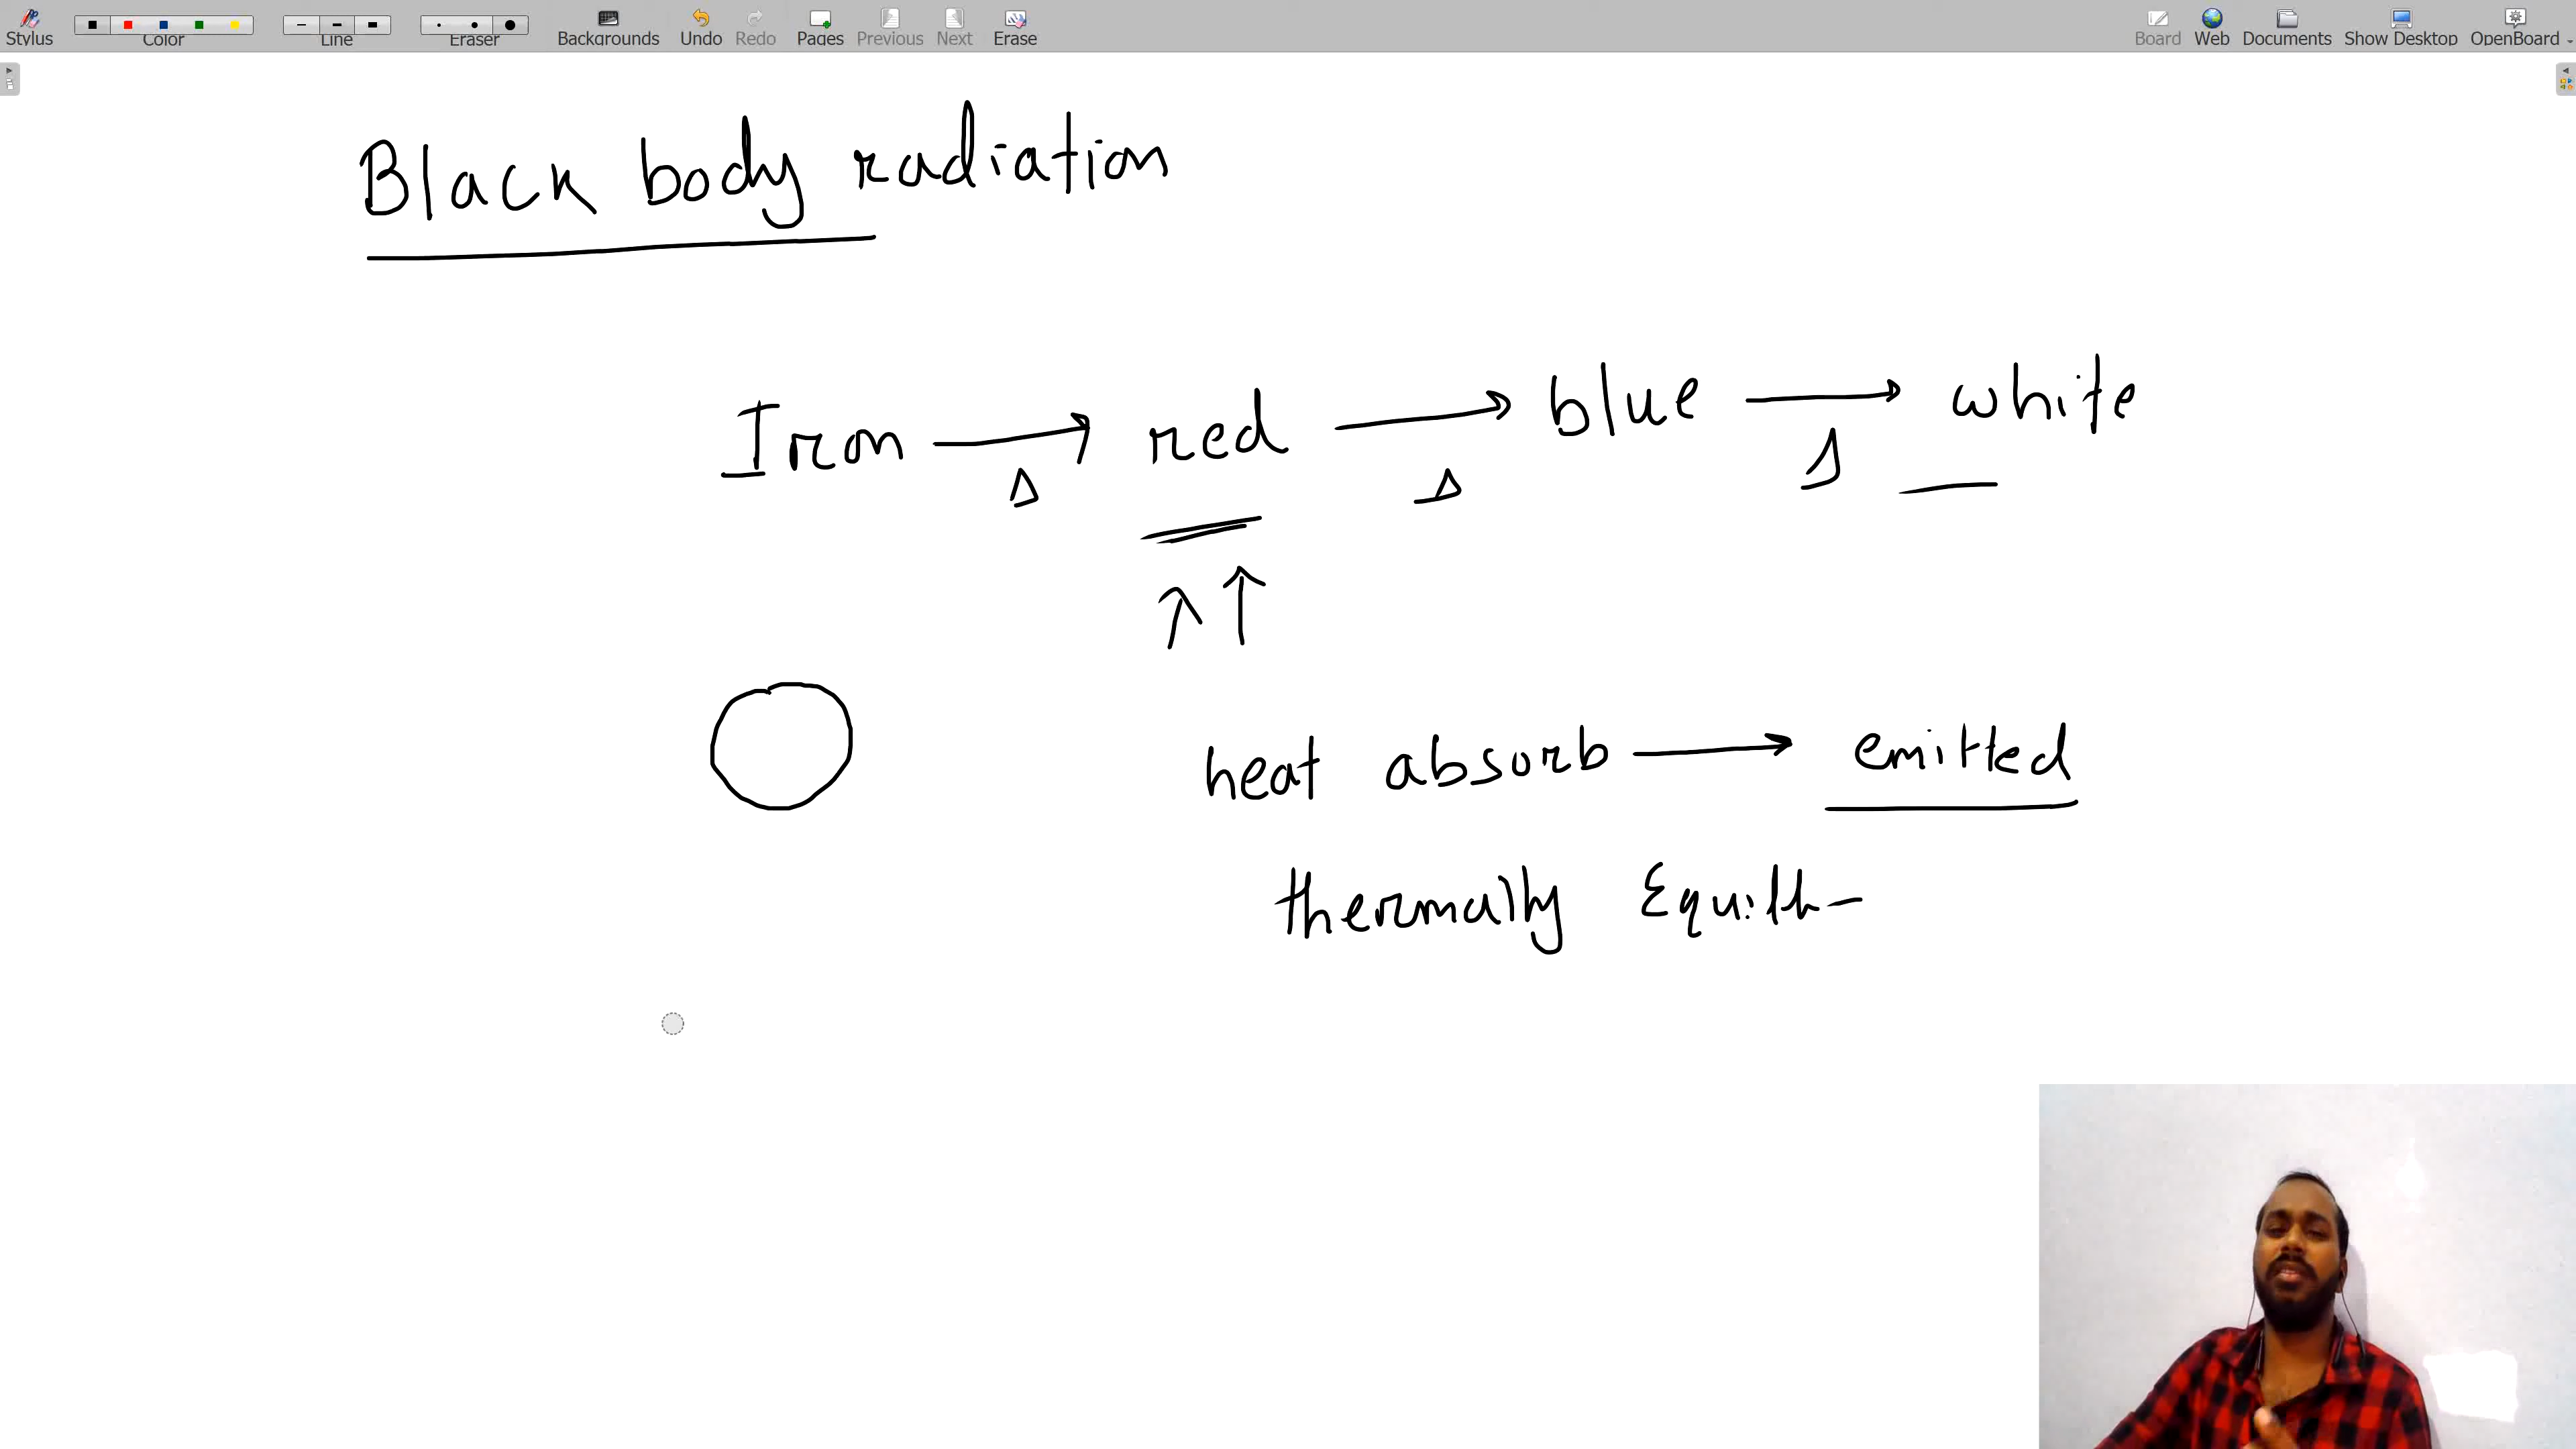 Stylus Color Line Eraser Backgrounds Undo Redo Pages Previous Next Erase Board Web Documents Show Desktop OpenBoard
Black body radiation
Iron → red → blue → white
Δ Δ Δ
↑ ↑
heat absorb → emitted
thermally Equilb-